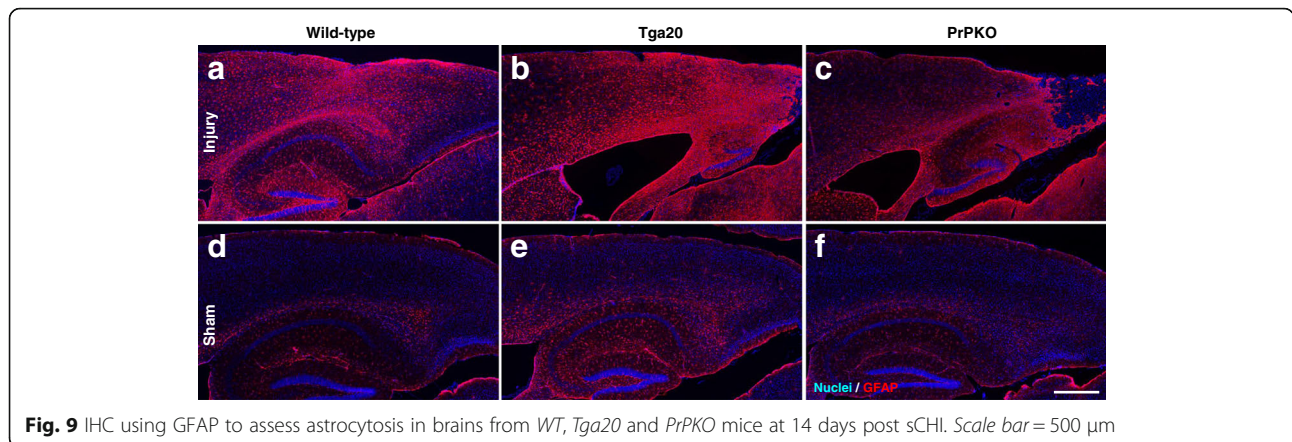 Wild-type Tga20 PrPKO
Injury
a b c
Sham
d e f
Nuclei / GFAP
Fig. 9 IHC using GFAP to assess astrocytosis in brains from WT, Tga20 and PrPKO mice at 14 days post sCHI. Scale bar = 500 μm